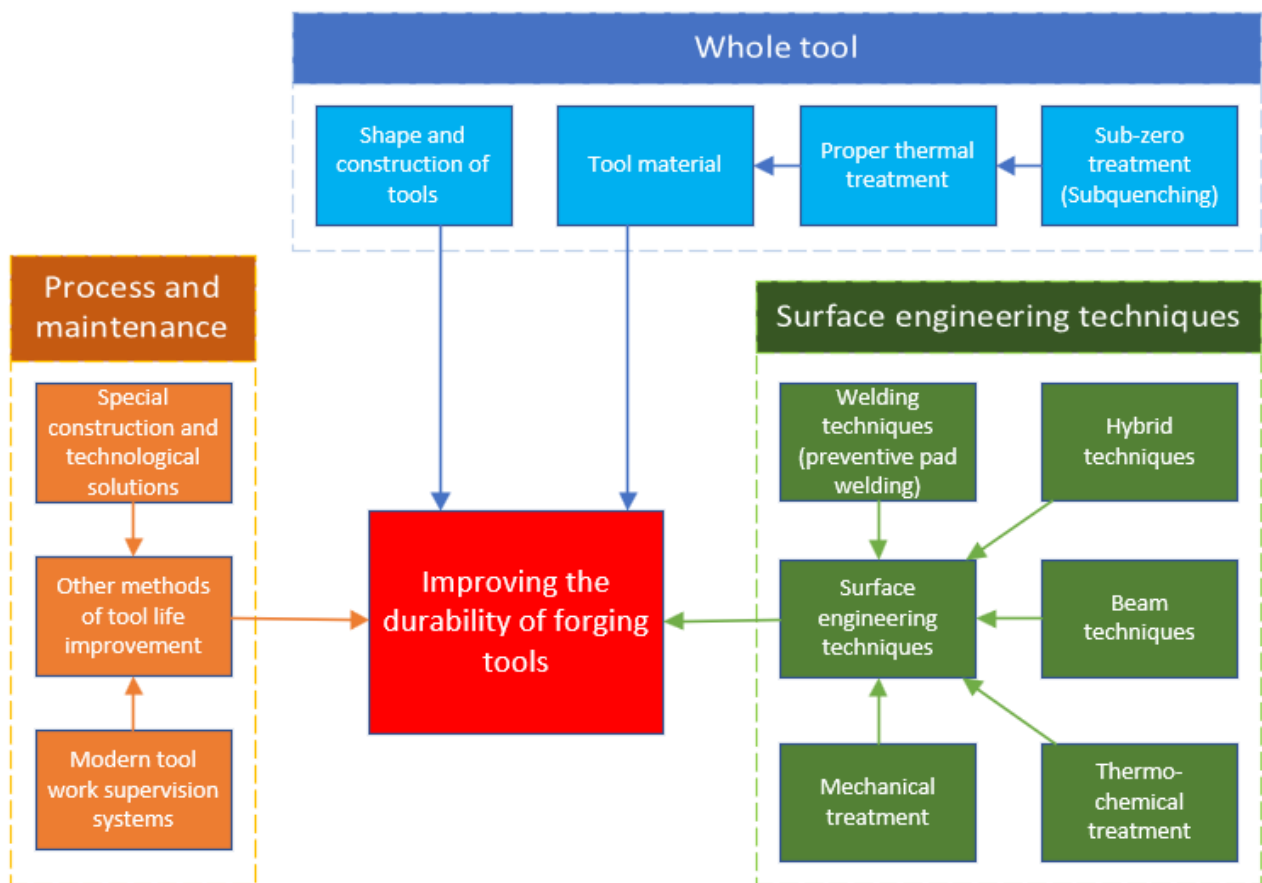 Whole tool
Shape and
construction of
tools
Tool material
Proper thermal
treatment
Sub-zero
treatment
(Subquenching)
Process and
maintenance
Special
construction and
technological
solutions
Other methods
of tool life
improvement
Modern tool
work supervision
systems
Improving the
durability of forging
tools
Surface engineering techniques
Welding
techniques
(preventive pad
welding)
Hybrid
techniques
Surface
engineering
techniques
Beam
techniques
Mechanical
treatment
Thermo-
chemical
treatment